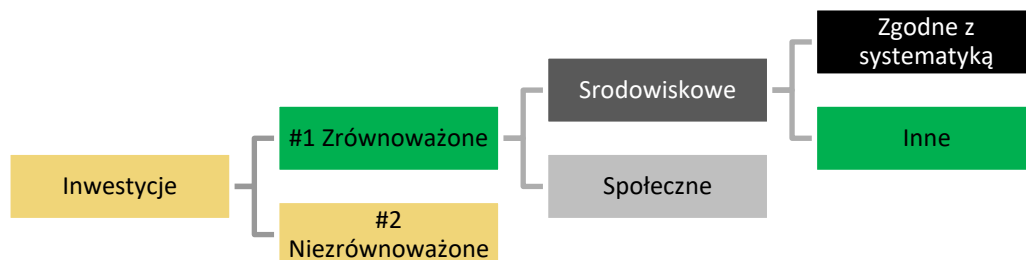 Inwestycje
#1 Zrównoważone
#2
Niezrównoważone
Srodowiskowe
Społeczne
Zgodne z
systematyką
Inne